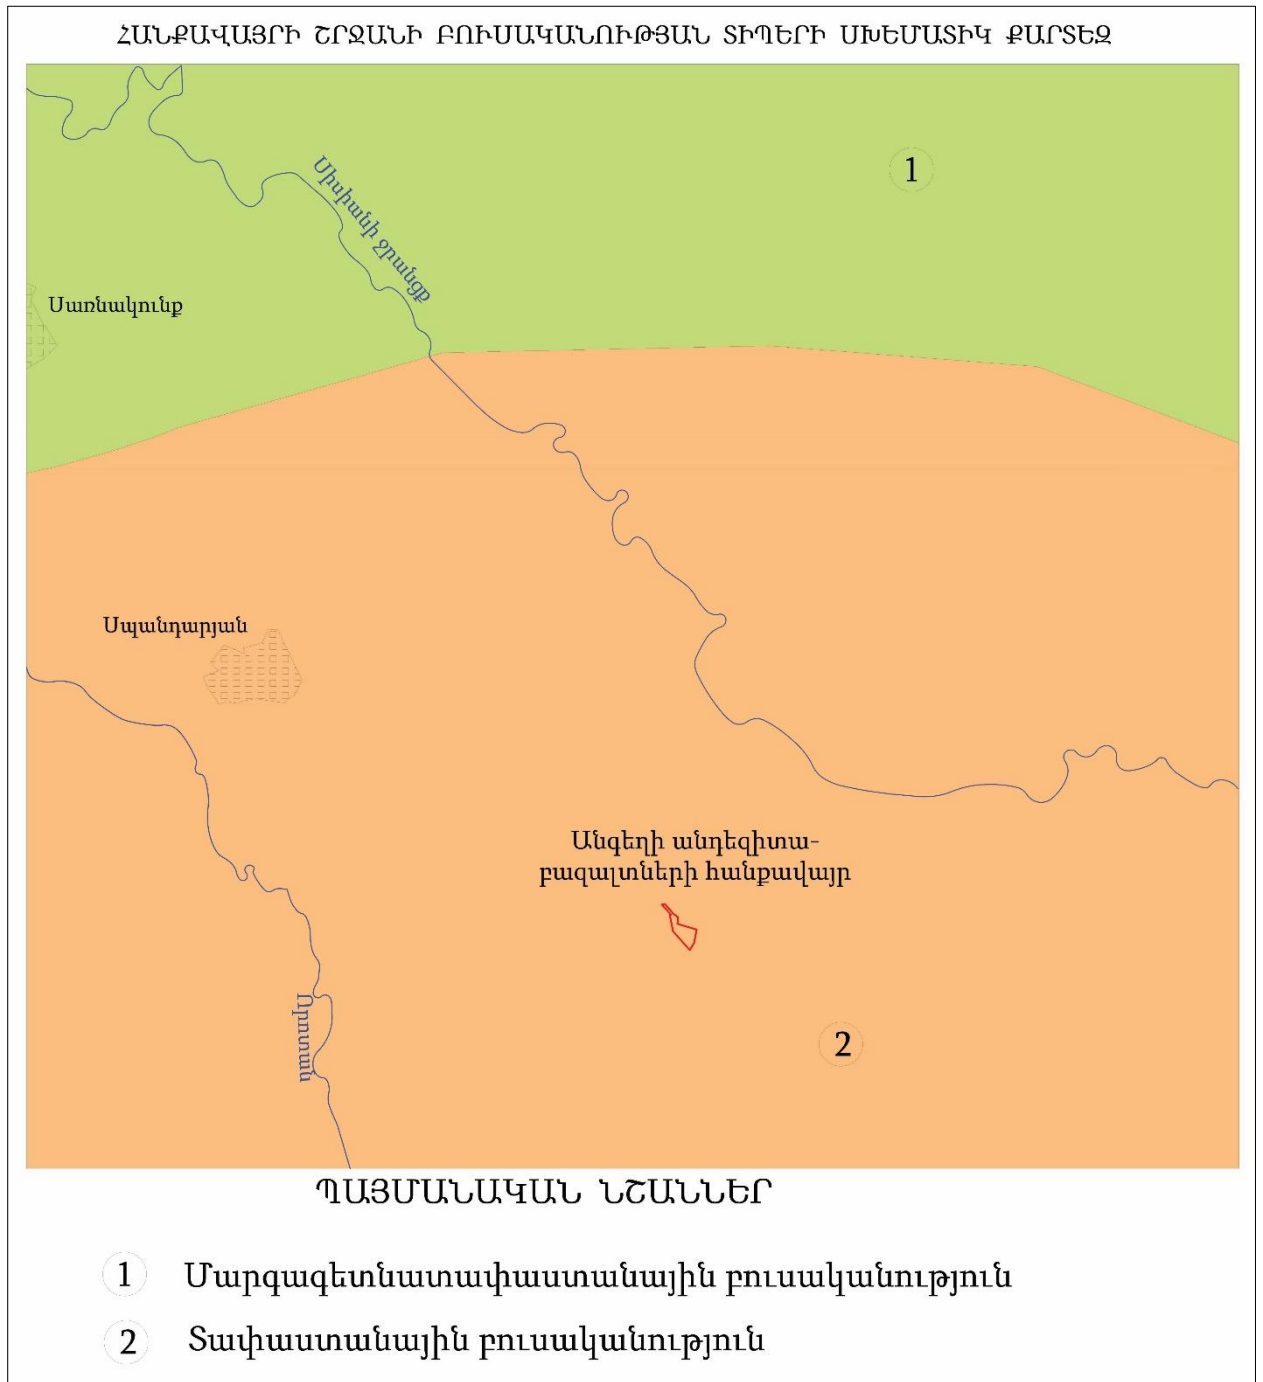 ՀԱՆՔԱՎԱՅՐԻ ՇՐՋԱՆԻ ԲՈՒՍԱԿԱՆՈՒԹՅԱՆ ՏԻՊԵՐԻ ՍԽԵՄԱՏԻԿ ՔԱՐՏԵԶ
1
Սիսիանի ջրանցք
Սառնակունք
Սպանդարյան
Անգեղի անդեզիտա-
բազալտների հանքավայր
Որոտան
2
ՊԱՅՄԱՆԱԿԱՆ ՆՇԱՆՆԵՐ
1 Մարգագետնատափաստանային բուսականություն
2 Տափաստանային բուսականություն